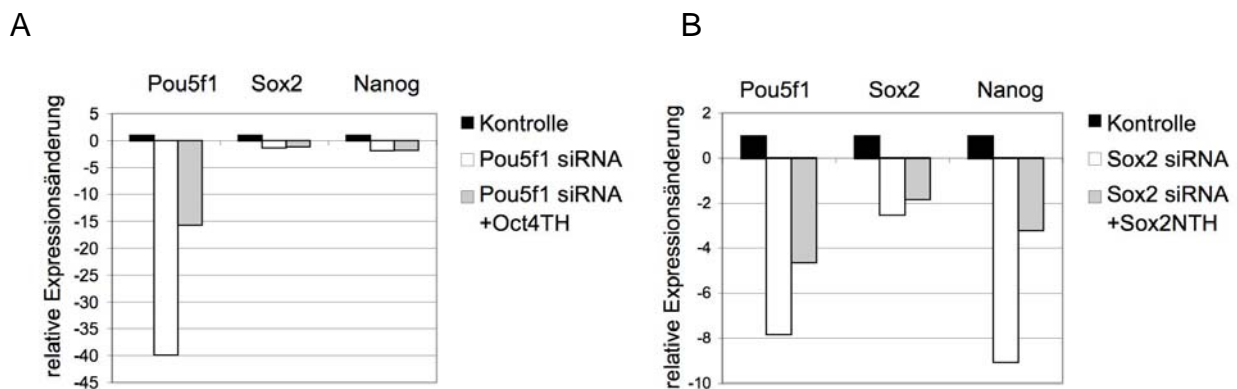 A
Pou5f1 Sox2 Nanog
relative Expressionsänderung
5
0
-5
-10
-15
-20
-25
-30
-35
-40
-45
Kontrolle
Pou5f1 siRNA
Pou5f1 siRNA
+Oct4TH
B
Pou5f1 Sox2 Nanog
relative Expressionsänderung
2
0
-2
-4
-6
-8
-10
Kontrolle
Sox2 siRNA
Sox2 siRNA
+Sox2NTH